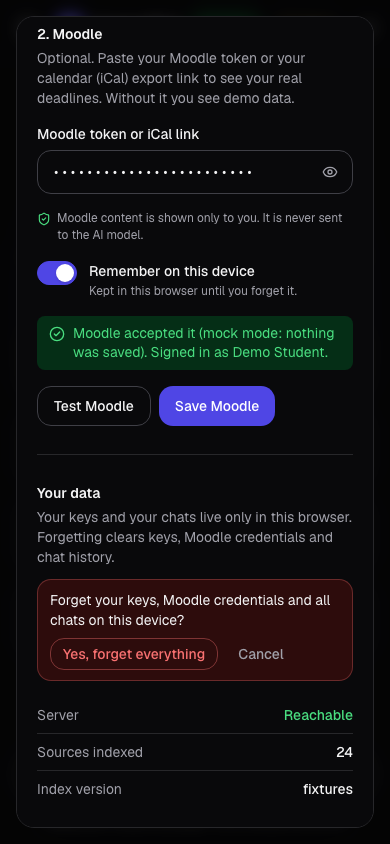 2. Moodle
Optional. Paste your Moodle token or your
calendar (iCal) export link to see your real
deadlines. Without it you see demo data.
Moodle token or iCal link
••••••••••••••••••••••••
Moodle content is shown only to you. It is never sent
to the AI model.
Remember on this device
Kept in this browser until you forget it.
Moodle accepted it (mock mode: nothing
was saved). Signed in as Demo Student.
Test Moodle
Save Moodle
Your data
Your keys and your chats live only in this browser.
Forgetting clears keys, Moodle credentials and
chat history.
Forget your keys, Moodle credentials and all
chats on this device?
Yes, forget everything
Cancel
Server
Reachable
Sources indexed
24
Index version
fixtures